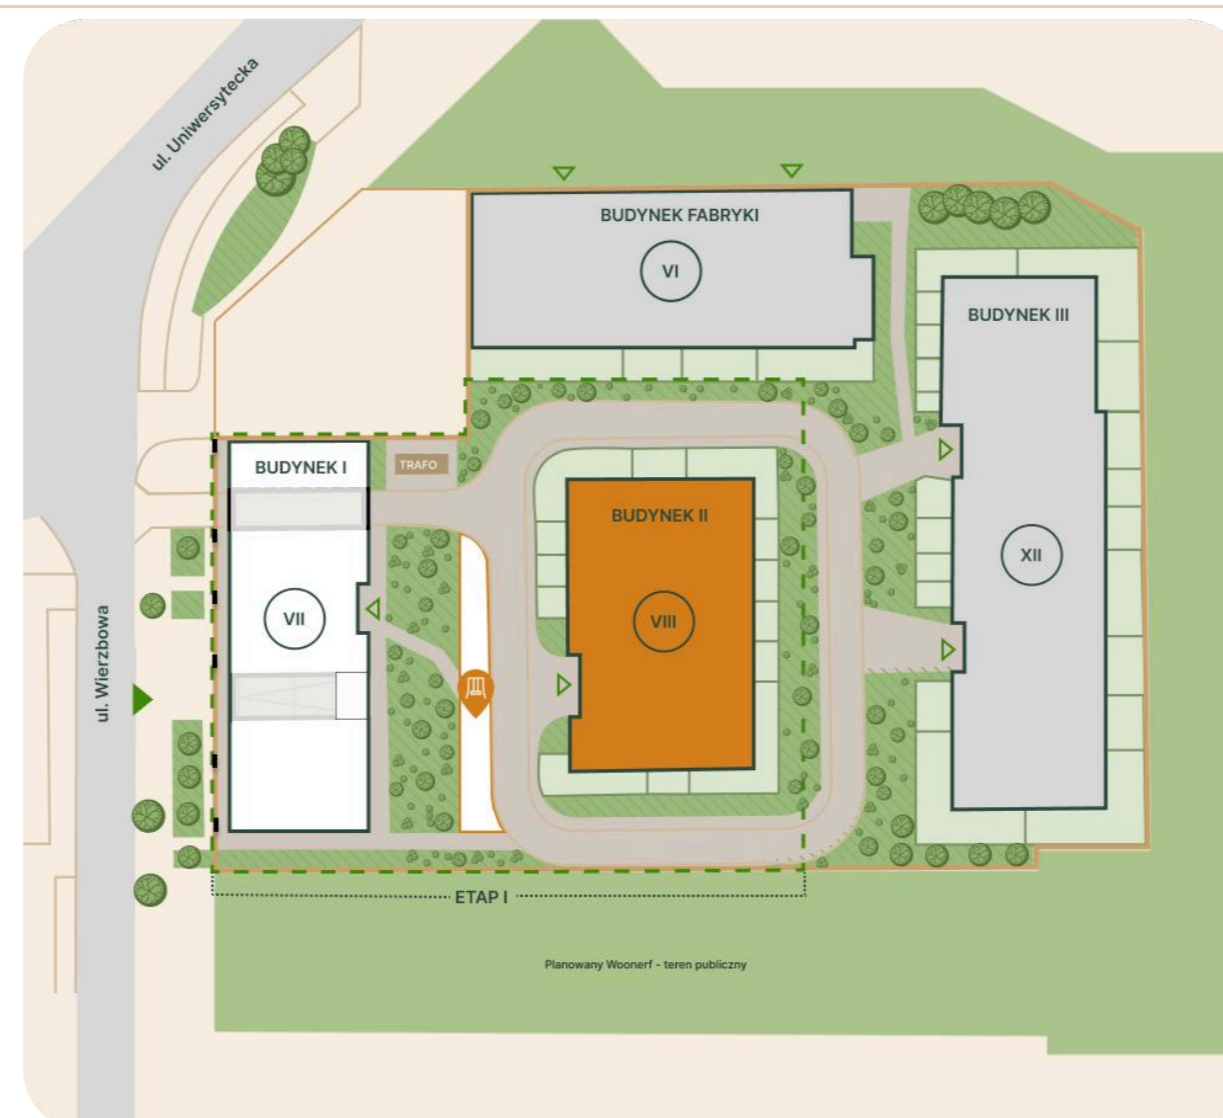 ul. Uniwersytecka
BUDYNEK FABRYKI
VI
BUDYNEK III
BUDYNEK I
TRAFO
BUDYNEK II
XII
VII
VIII
ul. Wierzbowa
ETAP I
Planowany Woonerf - teren publiczny